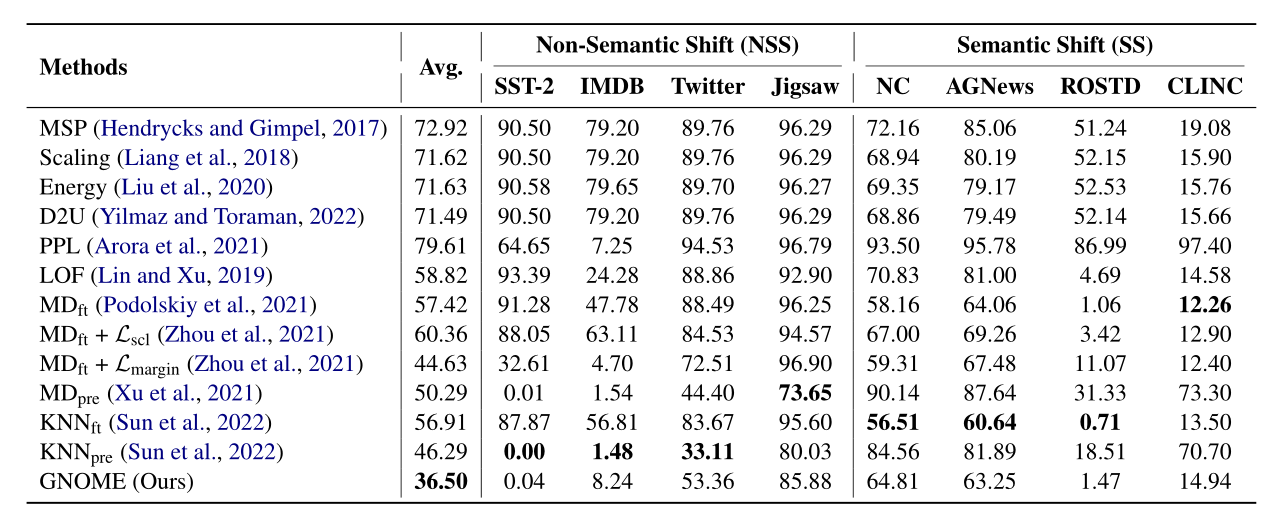 Methods Avg. Non-Semantic Shift (NSS) Semantic Shift (SS)
SST-2 IMDB Twitter Jigsaw NC AGNews ROSTD CLINC
MSP (Hendrycks and Gimpel, 2017) 72.92 90.50 79.20 89.76 96.29 72.16 85.06 51.24 19.08
Scaling (Liang et al., 2018) 71.62 90.50 79.20 89.76 96.29 68.94 80.19 52.15 15.90
Energy (Liu et al., 2020) 71.63 90.58 79.65 89.70 96.27 69.35 79.17 52.53 15.76
D2U (Yilmaz and Toraman, 2022) 71.49 90.50 79.20 89.76 96.29 68.86 79.49 52.14 15.66
PPL (Arora et al., 2021) 79.61 64.65 7.25 94.53 96.79 93.50 95.78 86.99 97.40
LOF (Lin and Xu, 2019) 58.82 93.39 24.28 88.86 92.90 70.83 81.00 4.69 14.58
MDft (Podolskiy et al., 2021) 57.42 91.28 47.78 88.49 96.25 58.16 64.06 1.06 12.26
MDft + ℒscl (Zhou et al., 2021) 60.36 88.05 63.11 84.53 94.57 67.00 69.26 3.42 12.90
MDft + ℒmargin (Zhou et al., 2021) 44.63 32.61 4.70 72.51 96.90 59.31 67.48 11.07 12.40
MDpre (Xu et al., 2021) 50.29 0.01 1.54 44.40 73.65 90.14 87.64 31.33 73.30
KNNft (Sun et al., 2022) 56.91 87.87 56.81 83.67 95.60 56.51 60.64 0.71 13.50
KNNpre (Sun et al., 2022) 46.29 0.00 1.48 33.11 80.03 84.56 81.89 18.51 70.70
GNOME (Ours) 36.50 0.04 8.24 53.36 85.88 64.81 63.25 1.47 14.94